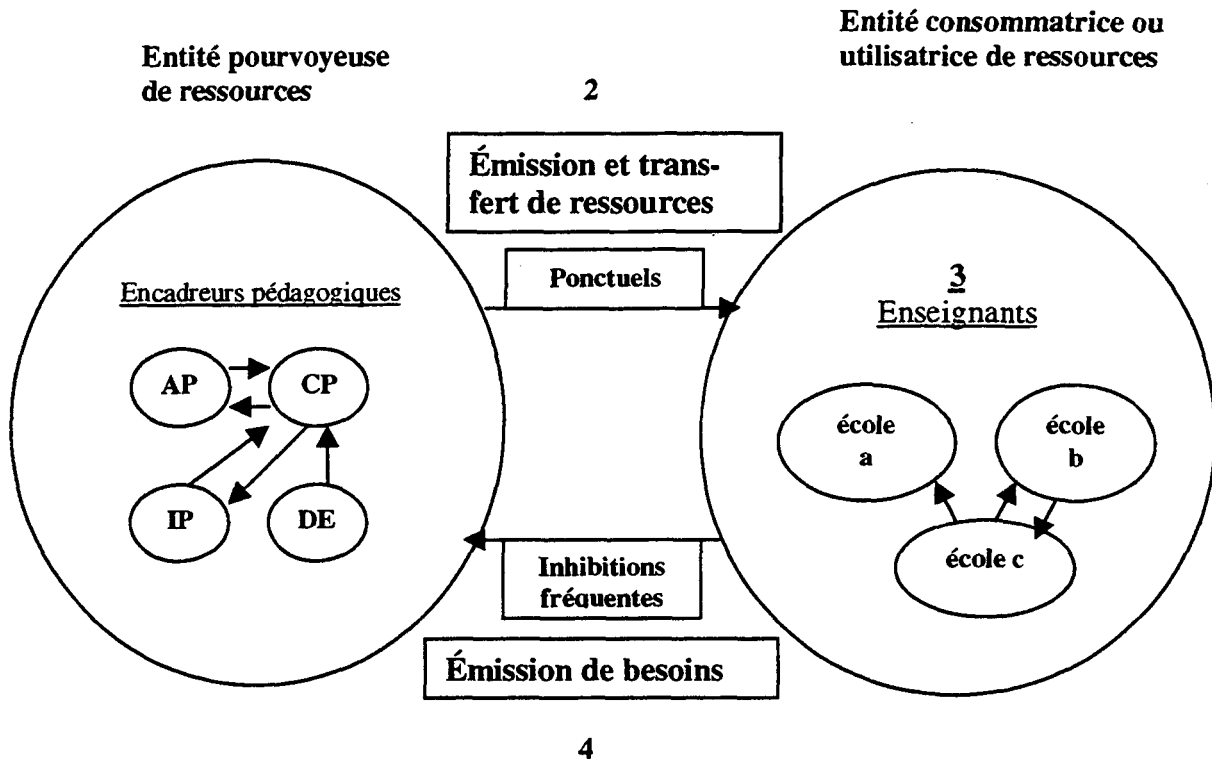 Entité pourvoyeuse
de ressources
Entité consommatrice ou
utilisatrice de ressources
2
Émission et trans-
fert de ressources
Ponctuels
Encadreurs pédagogiques
AP
CP
IP
DE
3
Enseignants
école
a
école
b
école c
Inhibitions
fréquentes
Émission de besoins
4